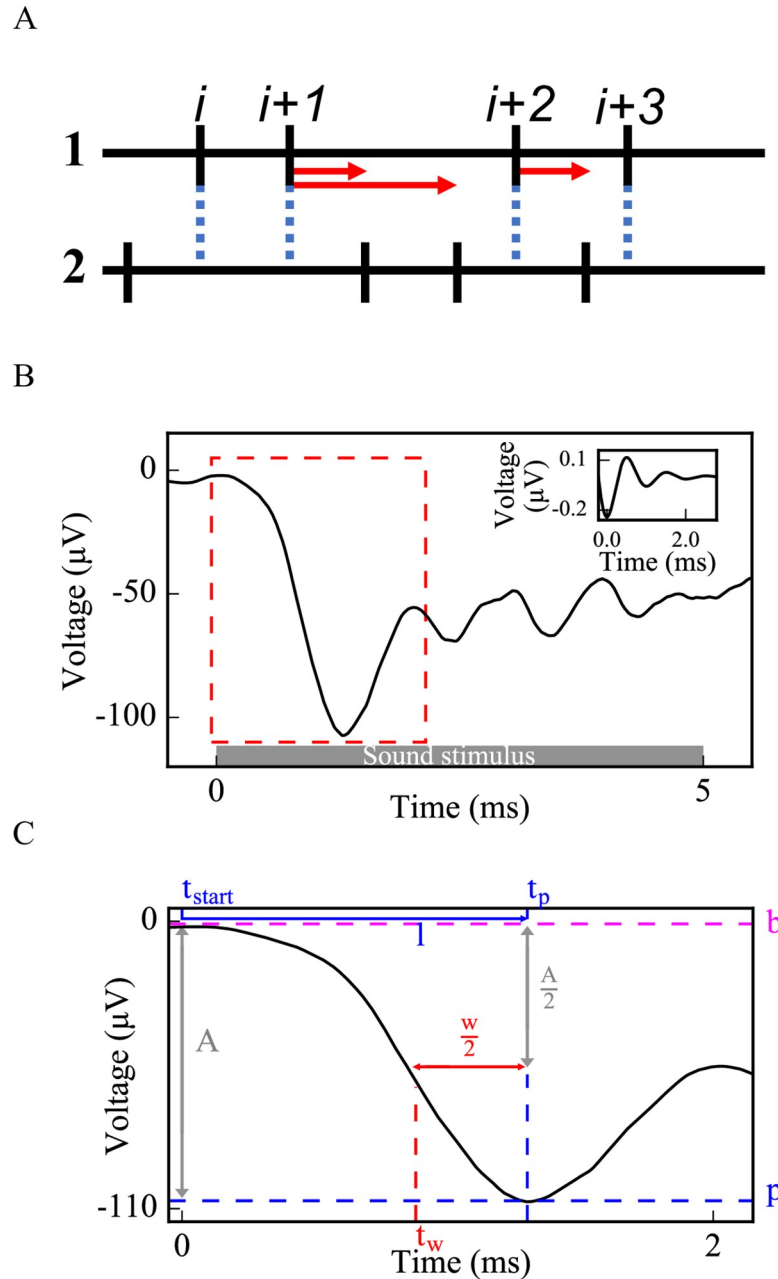 A
i i+1 i+2 i+3
1
2
B
0
-50
-100
Voltage (μV)
0.1
-0.2
Voltage
(μV)
0.0 2.0
Time (ms)
Sound stimulus
0 5
Time (ms)
C
t_start t_p
0
b
l
A/2
w/2
A
Voltage (μV)
-110
p
0 t_w 2
Time (ms)